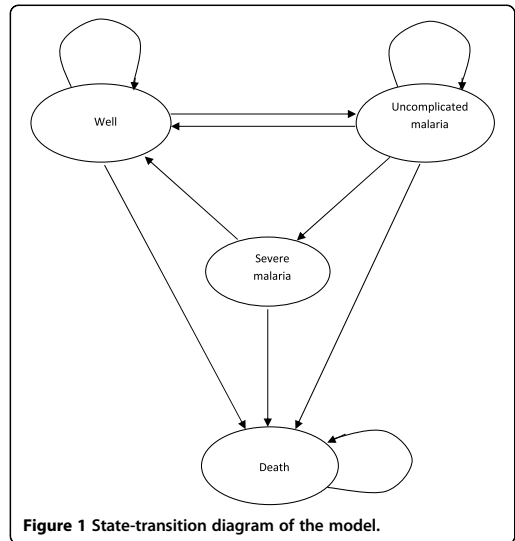 Well
Uncomplicated
malaria
Severe
malaria
Death
Figure 1 State-transition diagram of the model.